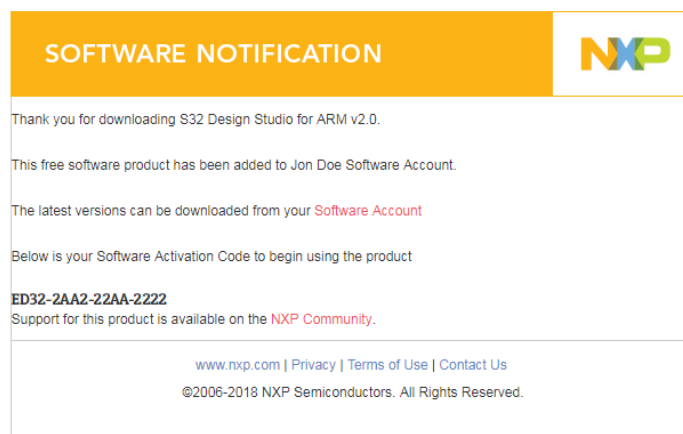 SOFTWARE NOTIFICATION
NXP
Thank you for downloading S32 Design Studio for ARM v2.0.
This free software product has been added to Jon Doe Software Account.
The latest versions can be downloaded from your Software Account
Below is your Software Activation Code to begin using the product
ED32-2AA2-22AA-2222
Support for this product is available on the NXP Community.
www.nxp.com | Privacy | Terms of Use | Contact Us
©2006-2018 NXP Semiconductors. All Rights Reserved.